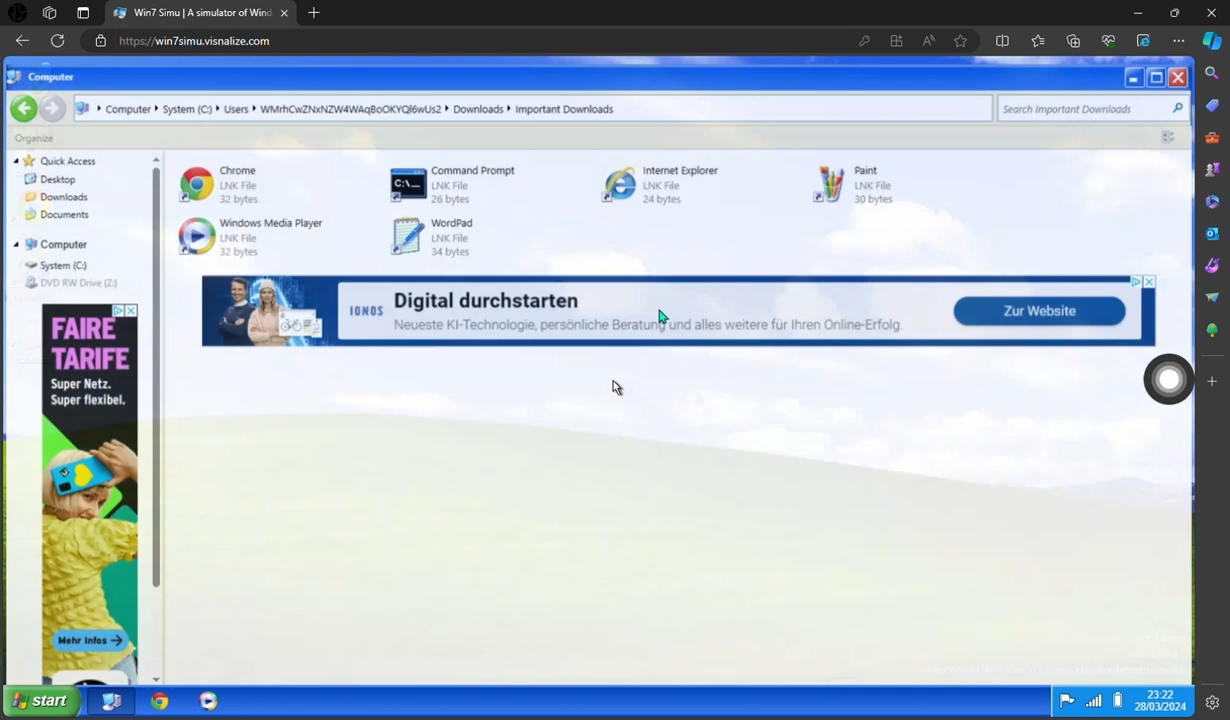 Win7 Simu | A simulator of Wind
https://win7simu.visnalize.com
Computer
Computer System (C:) Users WMrhCwZNxNZW4WAqBoOKYQl6wUs2 Downloads Important Downloads
Search Important Downloads
Organize
Quick Access
Desktop
Downloads
Documents
Computer
System (C:)
DVD RW Drive (Z:)
Chrome
LNK File
32 bytes
Command Prompt
LNK File
26 bytes
Internet Explorer
LNK File
24 bytes
Paint
LNK File
30 bytes
Windows Media Player
LNK File
32 bytes
WordPad
LNK File
34 bytes
IONOS
Digital durchstarten
Neueste KI-Technologie, persönliche Beratung und alles weitere für Ihren Online-Erfolg.
Zur Website
FAIRE
TARIFE
Super Netz.
Super flexibel.
Mehr Infos
start
23:22
28/03/2024